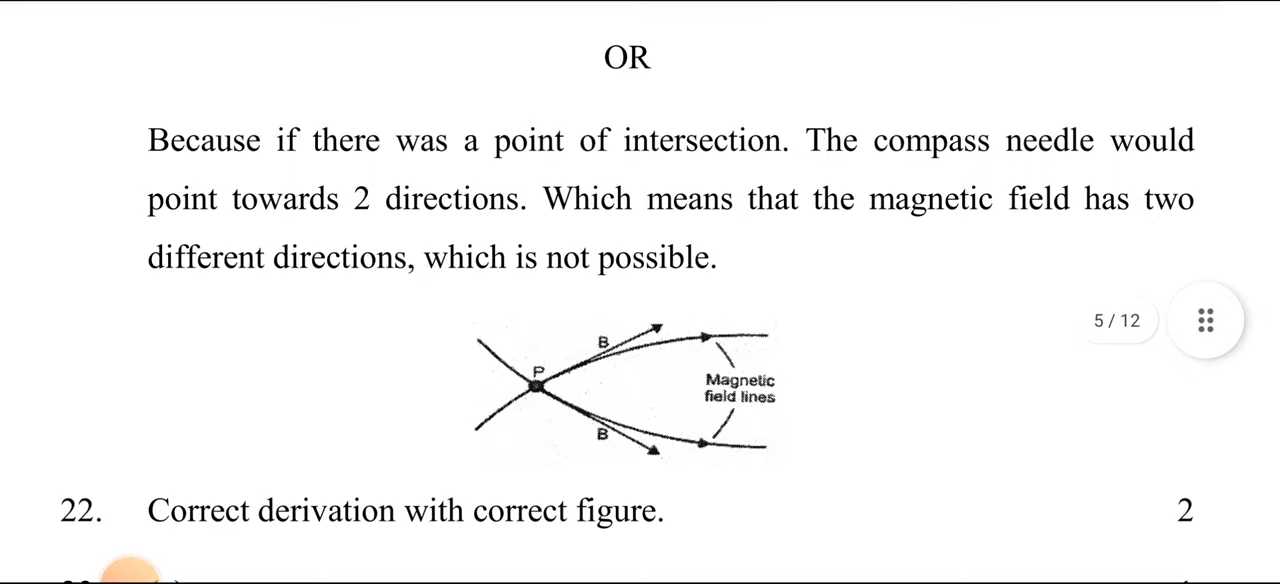 OR
Because if there was a point of intersection. The compass needle would
point towards 2 directions. Which means that the magnetic field has two
different directions, which is not possible.
5 / 12
B
P
Magnetic
field lines
B
22. Correct derivation with correct figure. 2